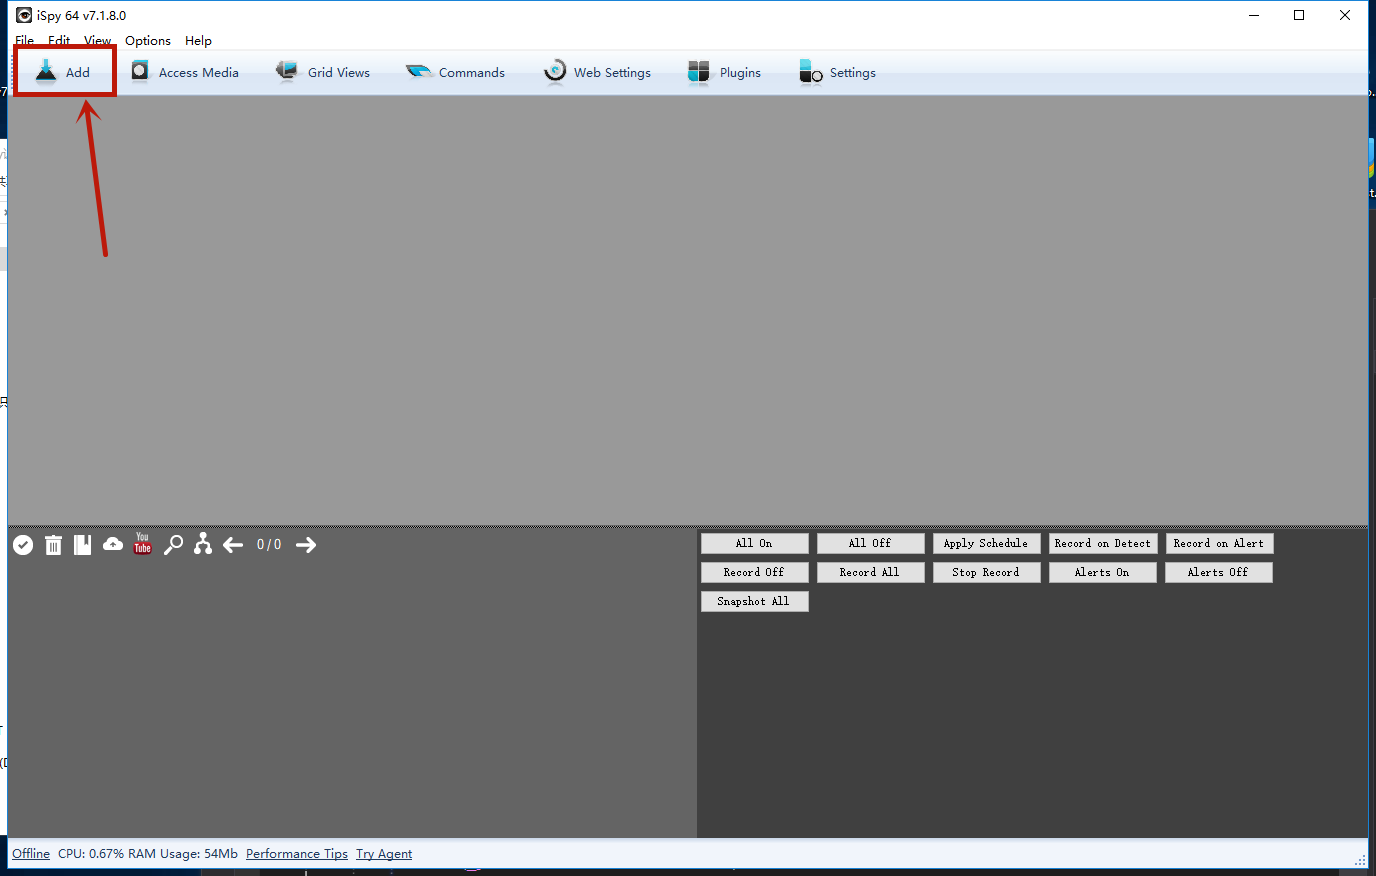 iSpy 64 v7.1.8.0
File Edit View Options Help
Add Access Media Grid Views Commands Web Settings Plugins Settings
You Tube 0 / 0
All On All Off Apply Schedule Record on Detect Record on Alert
Record Off Record All Stop Record Alerts On Alerts Off
Snapshot All
Offline CPU: 0.67% RAM Usage: 54Mb Performance Tips Try Agent